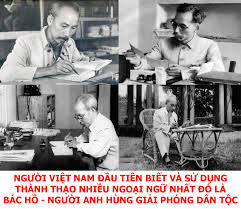 NGƯỜI VIỆT NAM ĐẦU TIÊN BIẾT VÀ SỬ DỤNG
THÀNH THẠO NHIỀU NGOẠI NGỮ NHẤT ĐÓ LÀ
BÁC HỒ - NGƯỜI ANH HÙNG GIẢI PHÓNG DÂN TỘC